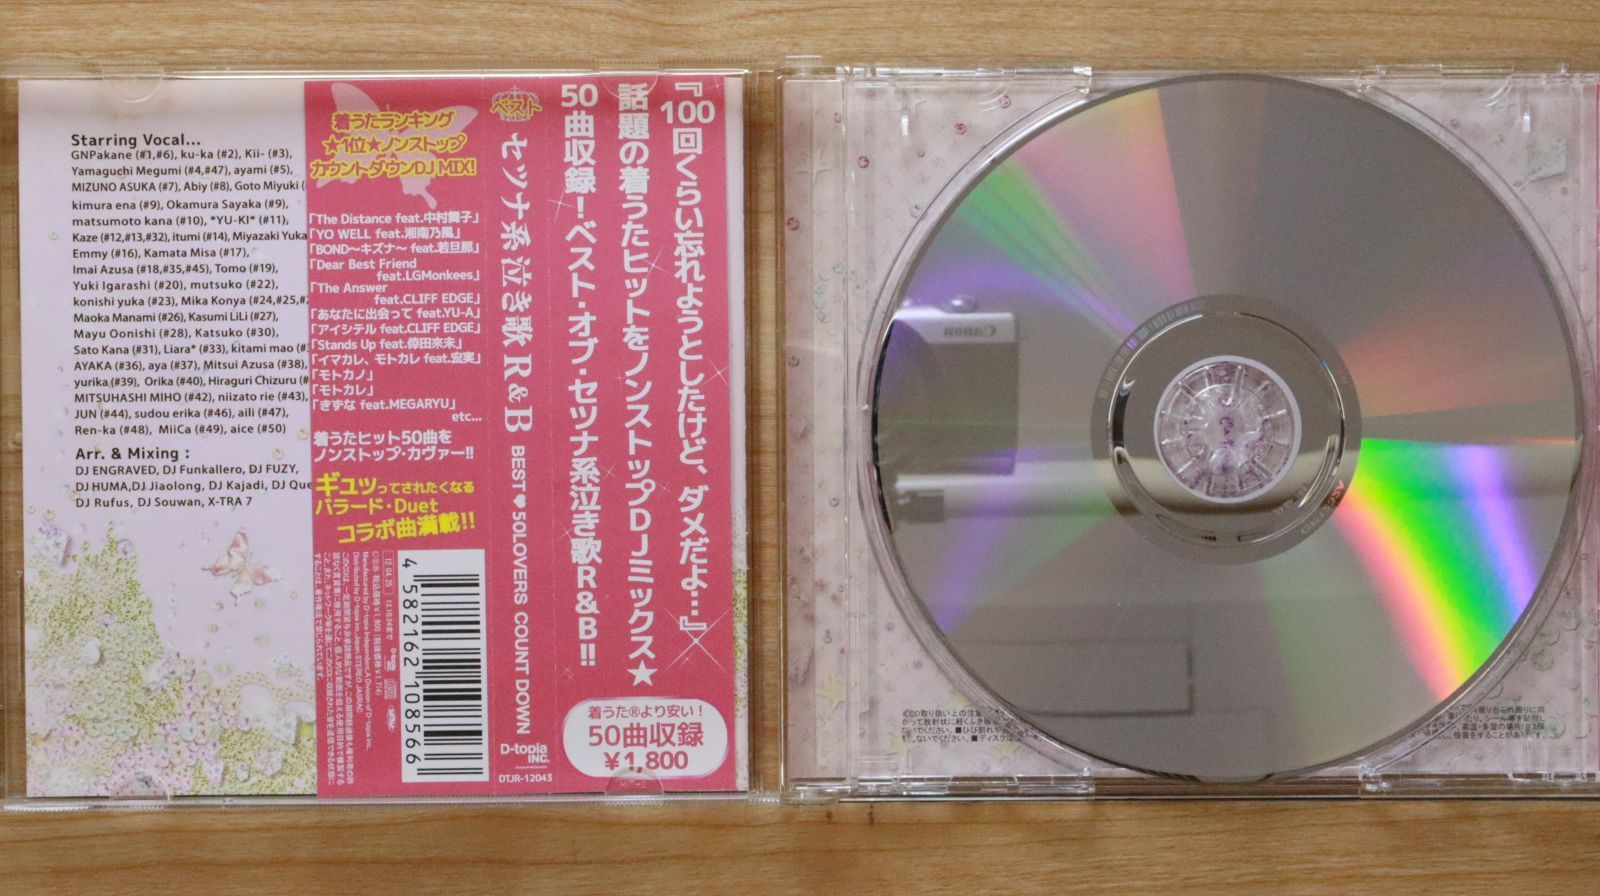 Starring Vocal...
GNPakane (#1,#6), ku-ka (#2), Kii- (#3),
Yamaguchi Megumi (#4,#47), ayami (#5),
MIZUNO ASUKA (#7), Abiy (#8), Goto Miyuki (
kimura ena (#9), Okamura Sayaka (#9),
matsumoto kana (#10), *YU-KI* (#11),
Kaze (#12,#13,#32), itumi (#14), Miyazaki Yuka
Emmy (#16), Kamata Misa (#17),
Imai Azusa (#18,#35,#45), Tomo (#19),
Yuki Igarashi (#20), mutsuko (#22),
konishi yuka (#23), Mika Konya (#24,#25,#
Maoka Manami (#26), Kasumi LiLi (#27),
Mayu Oonishi (#28), Katsuko (#30),
Sato Kana (#31), Liara* (#33), kitami mao (#
AYAKA (#36), aya (#37), Mitsui Azusa (#38),
yurika (#39), Orika (#40), Hiraguri Chizuru (#
MITSUHASHI MIHO (#42), niizato rie (#43),
JUN (#44), sudou erika (#46), aili (#47),
Ren-ka (#48), MiiCa (#49), aice (#50)
Arr. & Mixing :
DJ ENGRAVED, DJ Funkallero, DJ FUZY,
DJ HUMA,DJ Jiaolong, DJ Kajadi, DJ Que
DJ Rufus, DJ Souwan, X-TRA 7
着うたランキング
★1位★ノンストップ
カウントダウンDJ MIX!
「The Distance feat.中村舞子」
「YO WELL feat.湘南乃風」
「BOND～キズナ～ feat.若旦那」
「Dear Best Friend
feat.LGMonkees」
「The Answer
feat.CLIFF EDGE」
「あなたに出会って feat.YU-A」
「アイシテル feat.CLIFF EDGE」
「Stands Up feat.倖田來未」
「イマカレ、モトカレ feat.宏実」
「モトカノ」
「モトカレ」
「きずな feat.MEGARYU」
etc...
着うたヒット50曲を
ノンストップ・カヴァー!!
ギュッってされたくなる
バラード・Duet
コラボ曲満載!!
12.04.25
12.10.24まで
4582162108566
ベスト
セツナ系 泣き歌 R&B BEST♥50LOVERS COUNT DOWN
D-topia
INC.
DTJR-12043
『100回くらい忘れようとしたけど、ダメだよ…』
話題の着うたヒットをノンストップDJミックス★
50曲収録！ベスト・オブ・セツナ系泣き歌R&B!!
着うた®より安い！
50曲収録
¥1,800
Canon